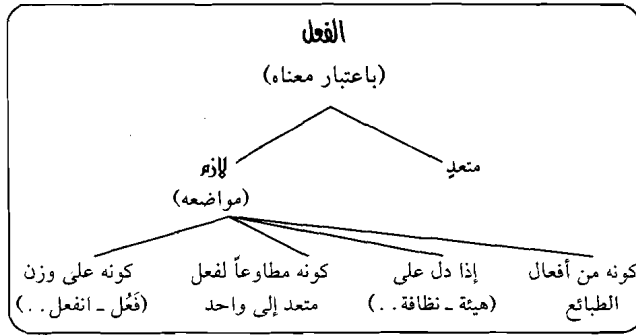 الفعل
(باعتبار معناه)
متعدٍ
لازم
(مواضعه)
كونه من أفعال
الطبائع
إذا دل على
(هيئة ـ نظافة..)
كونه مطاوعاً لفعل
متعد إلى واحد
كونه على وزن
(فَعُل ـ انفعل..)